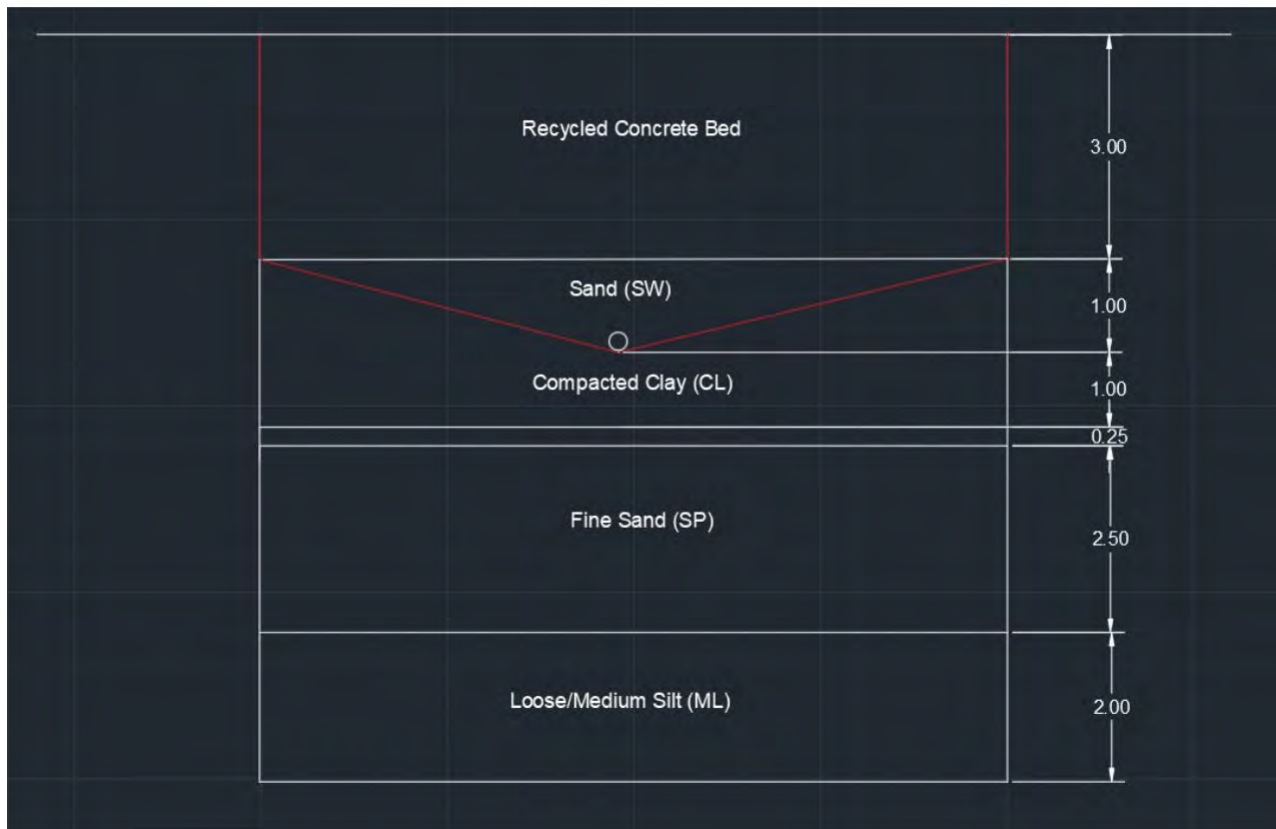 Recycled Concrete Bed
3.00
Sand (SW)
1.00
Compacted Clay (CL)
1.00
0.25
Fine Sand (SP)
2.50
Loose/Medium Silt (ML)
2.00